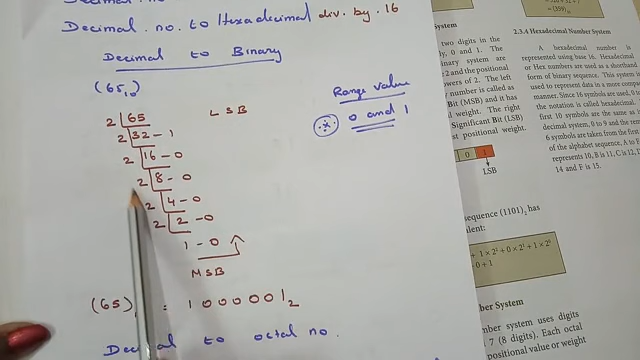 Decimal no. to Hexadecimal div. by. 16
Decimal to Binary
(65)10
2 65 LSB
2 32 - 1
2 16 - 0
2 8 - 0
2 4 - 0
2 2 - 0
1 - 0
MSB
(65) = 1000001 2
Decimal to octal no.
Range value
0 and 1
System
two digits in the
y, 0 and 1. The
inary system are
2 and the positional
owers of 2. The left
number is called as
Bit (MSB) and it has
weight. The right
Significant Bit (LSB)
st positional weight.
0 1
LSB
sequence (1101)2 has
lent:
+ 1×2² + 0×2¹ + 1×2⁰
+ 0 + 1
ber System
system uses digits
7 (8 digits). Each octal
positional value or weight
= (359)10
2.3.4 Hexadecimal Number System
A hexadecimal number is
represented using base 16. Hexadecimal
or Hex numbers are used as a shorthand
form of binary sequence. This system
used to represent data in a more compact
manner. Since 16 symbols are used, 0 to
the notation is called hexadecimal.
first 10 symbols are the same as in
decimal system, 0 to 9 and the remaining
6 symbols are taken from the first
of the alphabet sequence, A to F
represents 10, B is 11, C is 12, D
14 and F is 15.